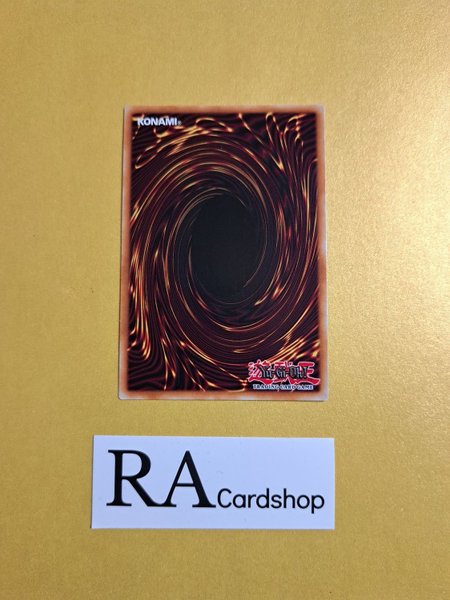 KONAMI®
Yu-Gi-Oh!
TRADING CARD GAME
RA Cardshop